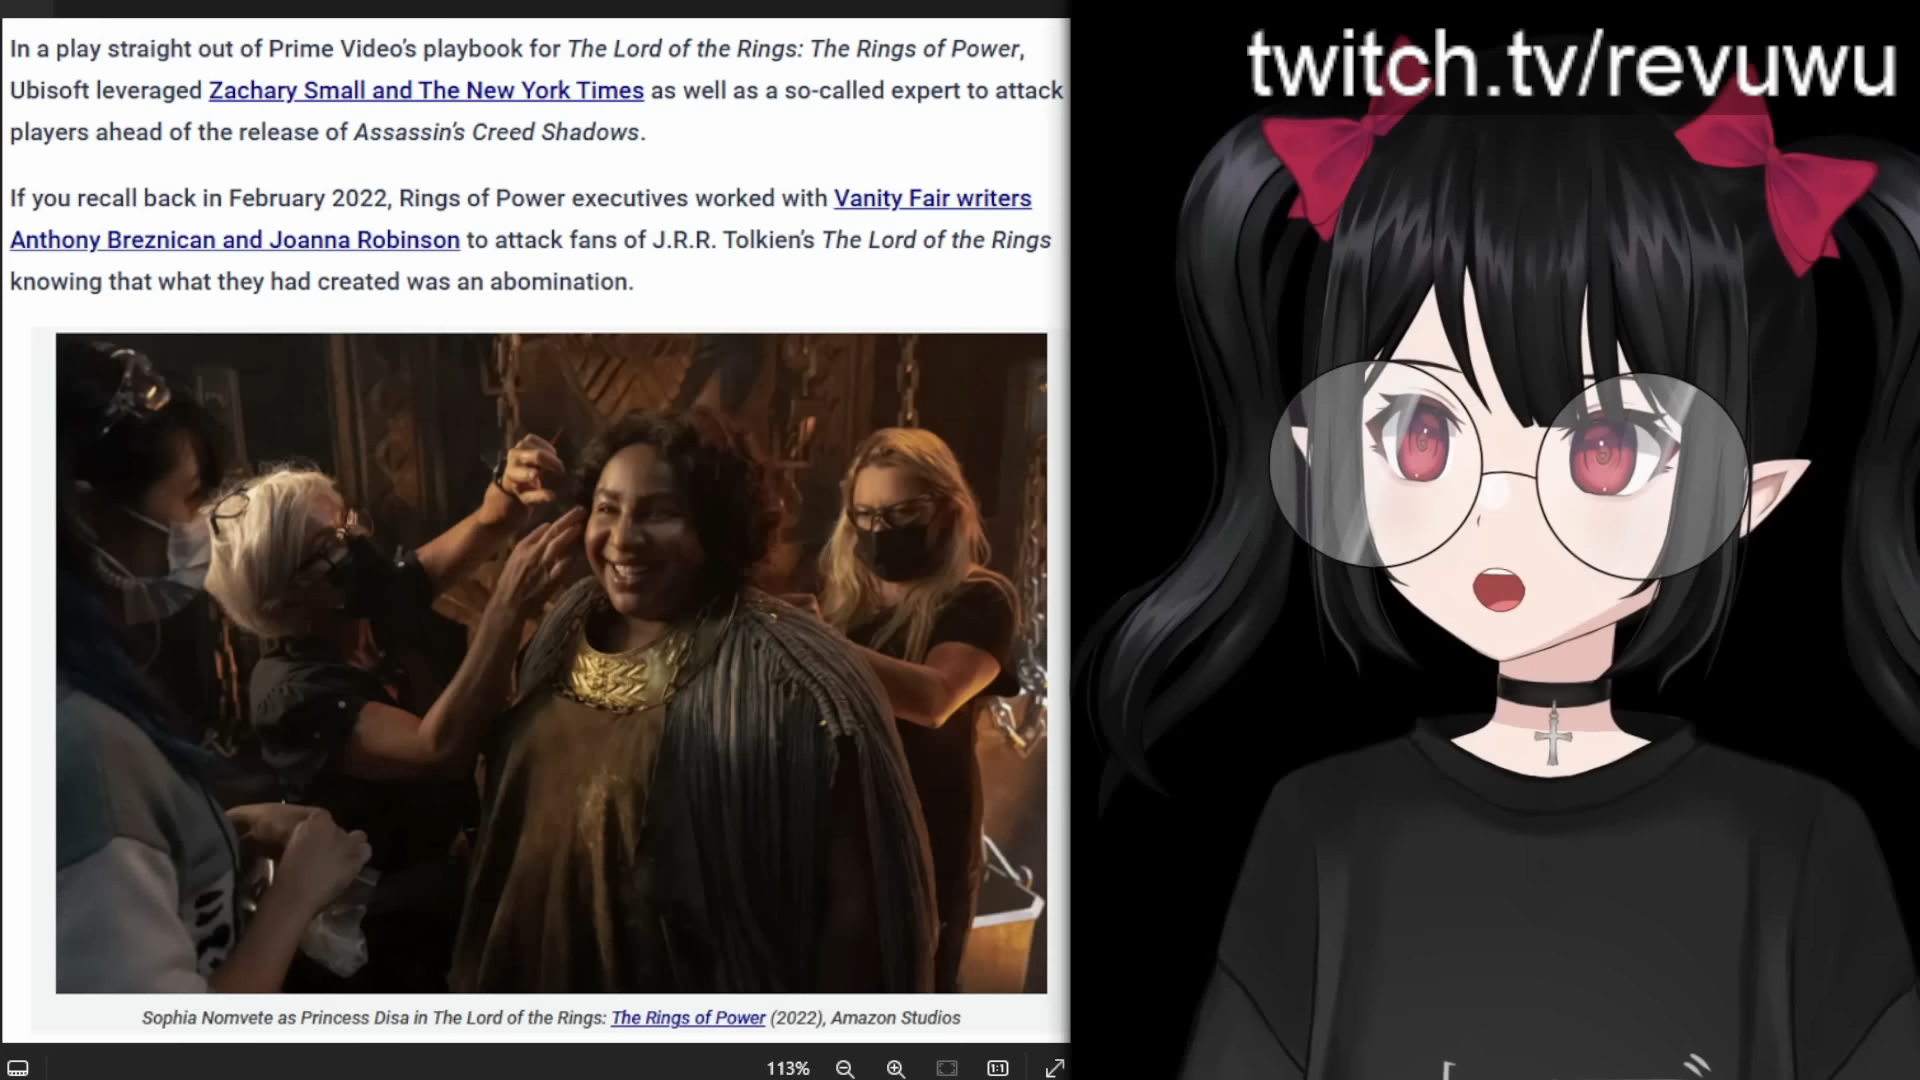 twitch.tv/revuwu
In a play straight out of Prime Video's playbook for The Lord of the Rings: The Rings of Power,
Ubisoft leveraged Zachary Small and The New York Times as well as a so-called expert to attack
players ahead of the release of Assassin's Creed Shadows.
If you recall back in February 2022, Rings of Power executives worked with Vanity Fair writers
Anthony Breznican and Joanna Robinson to attack fans of J.R.R. Tolkien's The Lord of the Rings
knowing that what they had created was an abomination.
Sophia Nomvete as Princess Disa in The Lord of the Rings: The Rings of Power (2022), Amazon Studios
113%
1:1